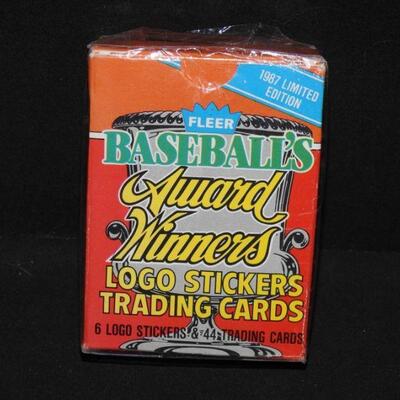 1987 LIMITED
EDITION
FLEER
BASEBALL'S
Award
Winners
LOGO STICKERS
TRADING CARDS
6 LOGO STICKERS & 44 TRADING CARDS